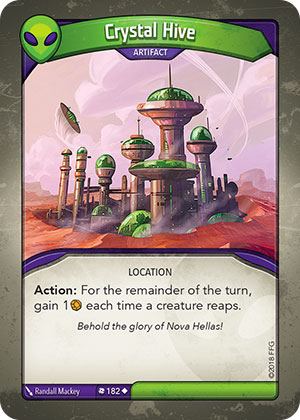 Crystal Hive
ARTIFACT
LOCATION
Action: For the remainder of the turn,
gain 1 each time a creature reaps.
Behold the glory of Nova Hellas!
Randall Mackey
182
©2018 FFG